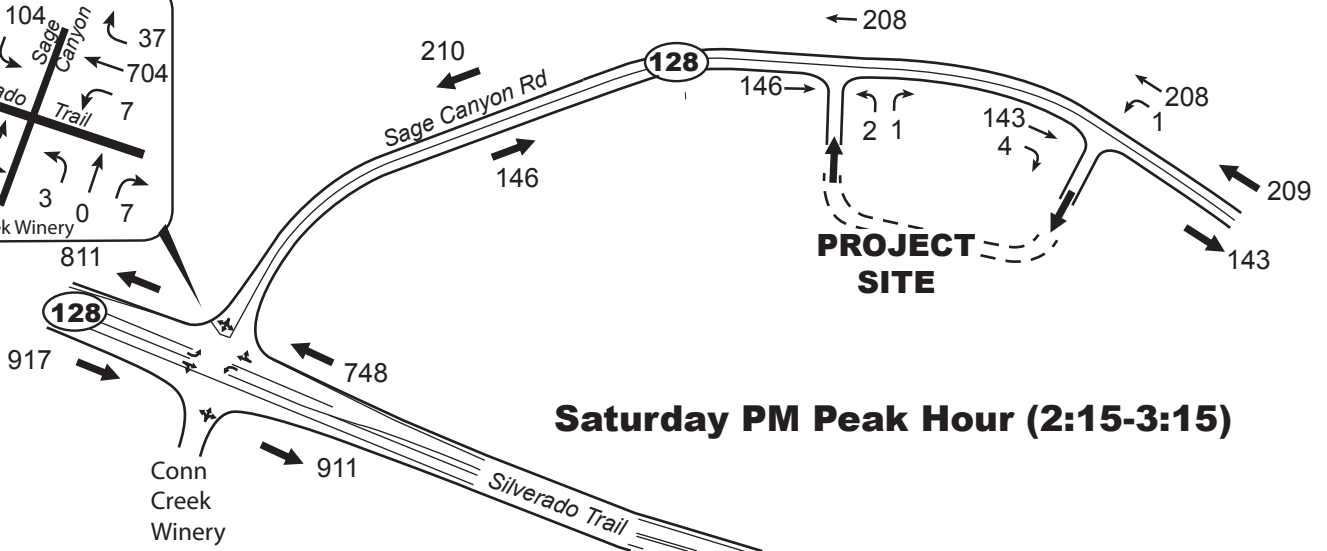 104
Sage
Canyon
37
704
7
Trail
3
0
7
811
128
917
748
911
Conn
Creek
Winery
Silverado Trail
210
Sage Canyon Rd
146
128
208
146
2
1
143
4
208
1
209
143
PROJECT
SITE
Saturday PM Peak Hour (2:15-3:15)